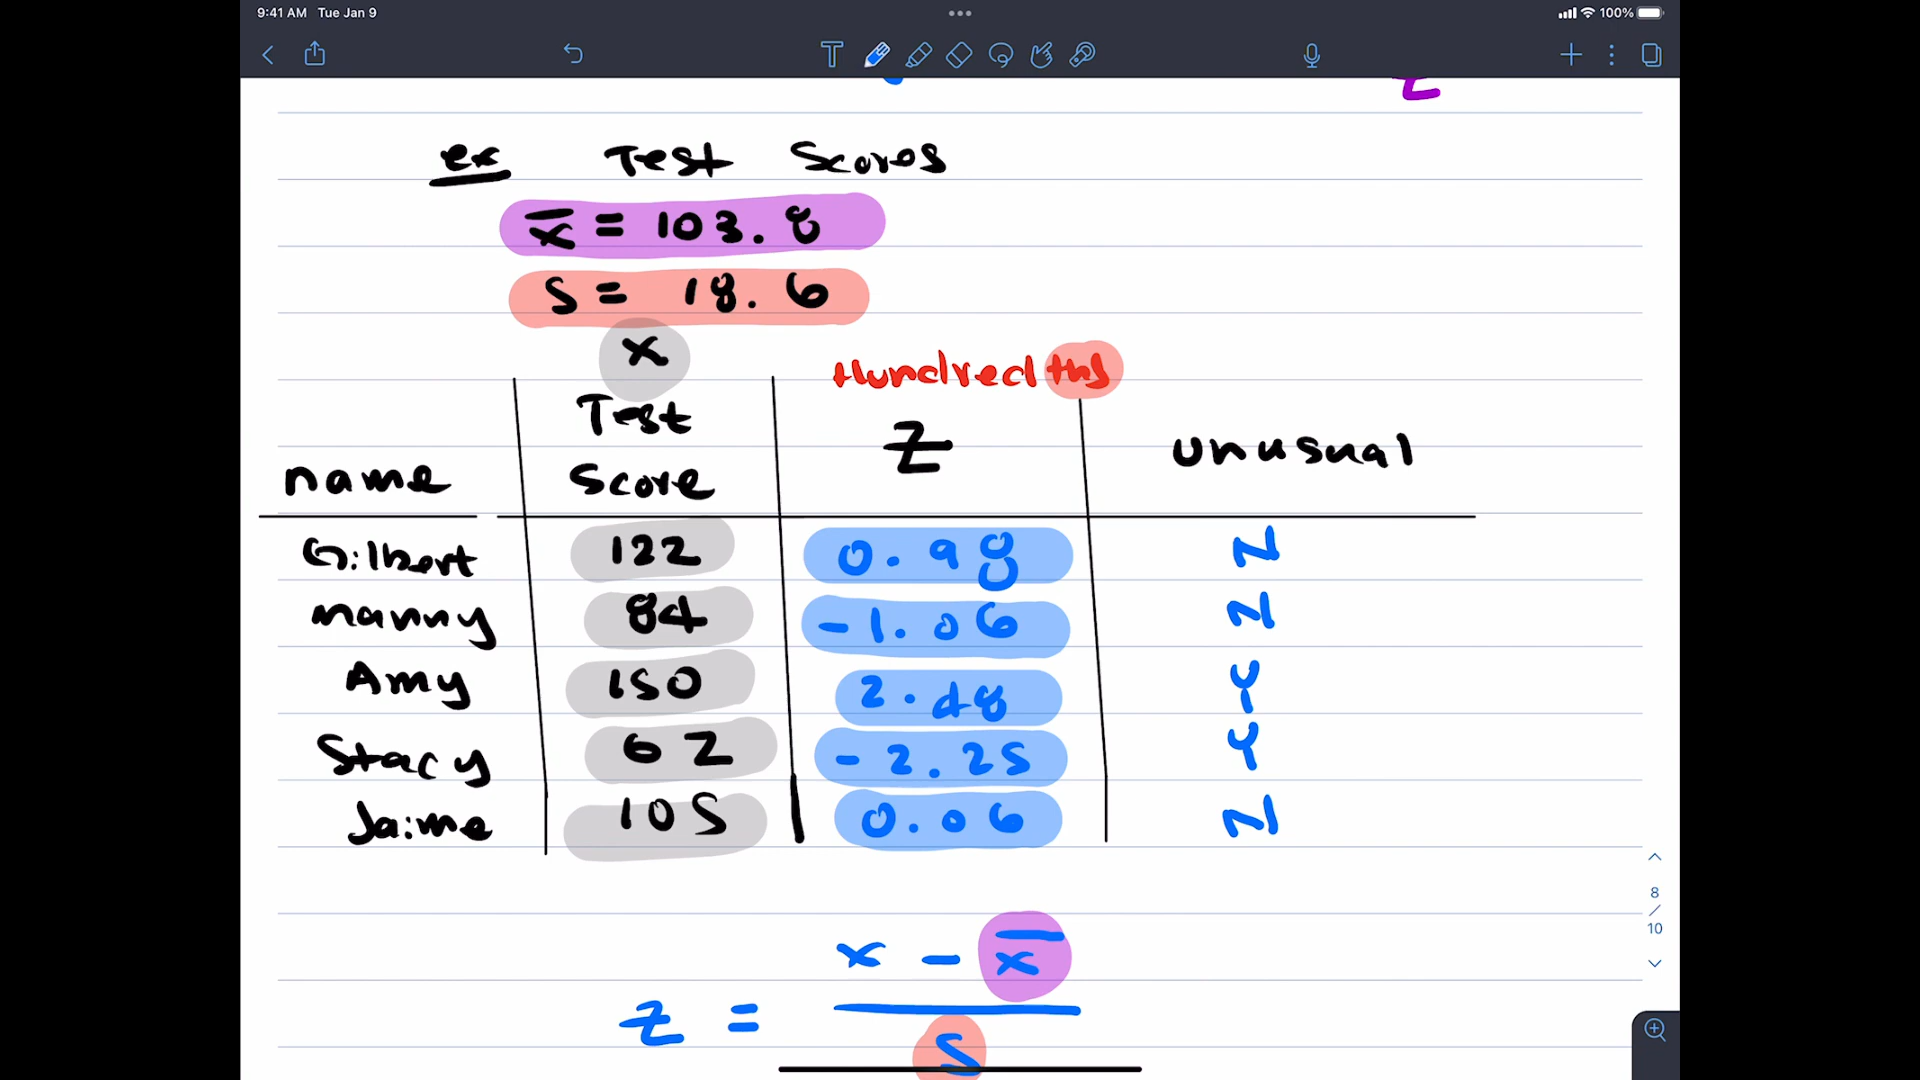 9:41 AM Tue Jan 9
100%
ex Test Scores
x̄ = 103.8
S = 18.6
x
Hundredths
Test
Z
unusual
name
Score
Gilbert 122 0.98 N
manny 84 -1.06 N
Amy 150 2.48 Y
Stacy 62 -2.25 Y
Jaime 105 0.06 N
8
/
10
x - x̄
z =
s